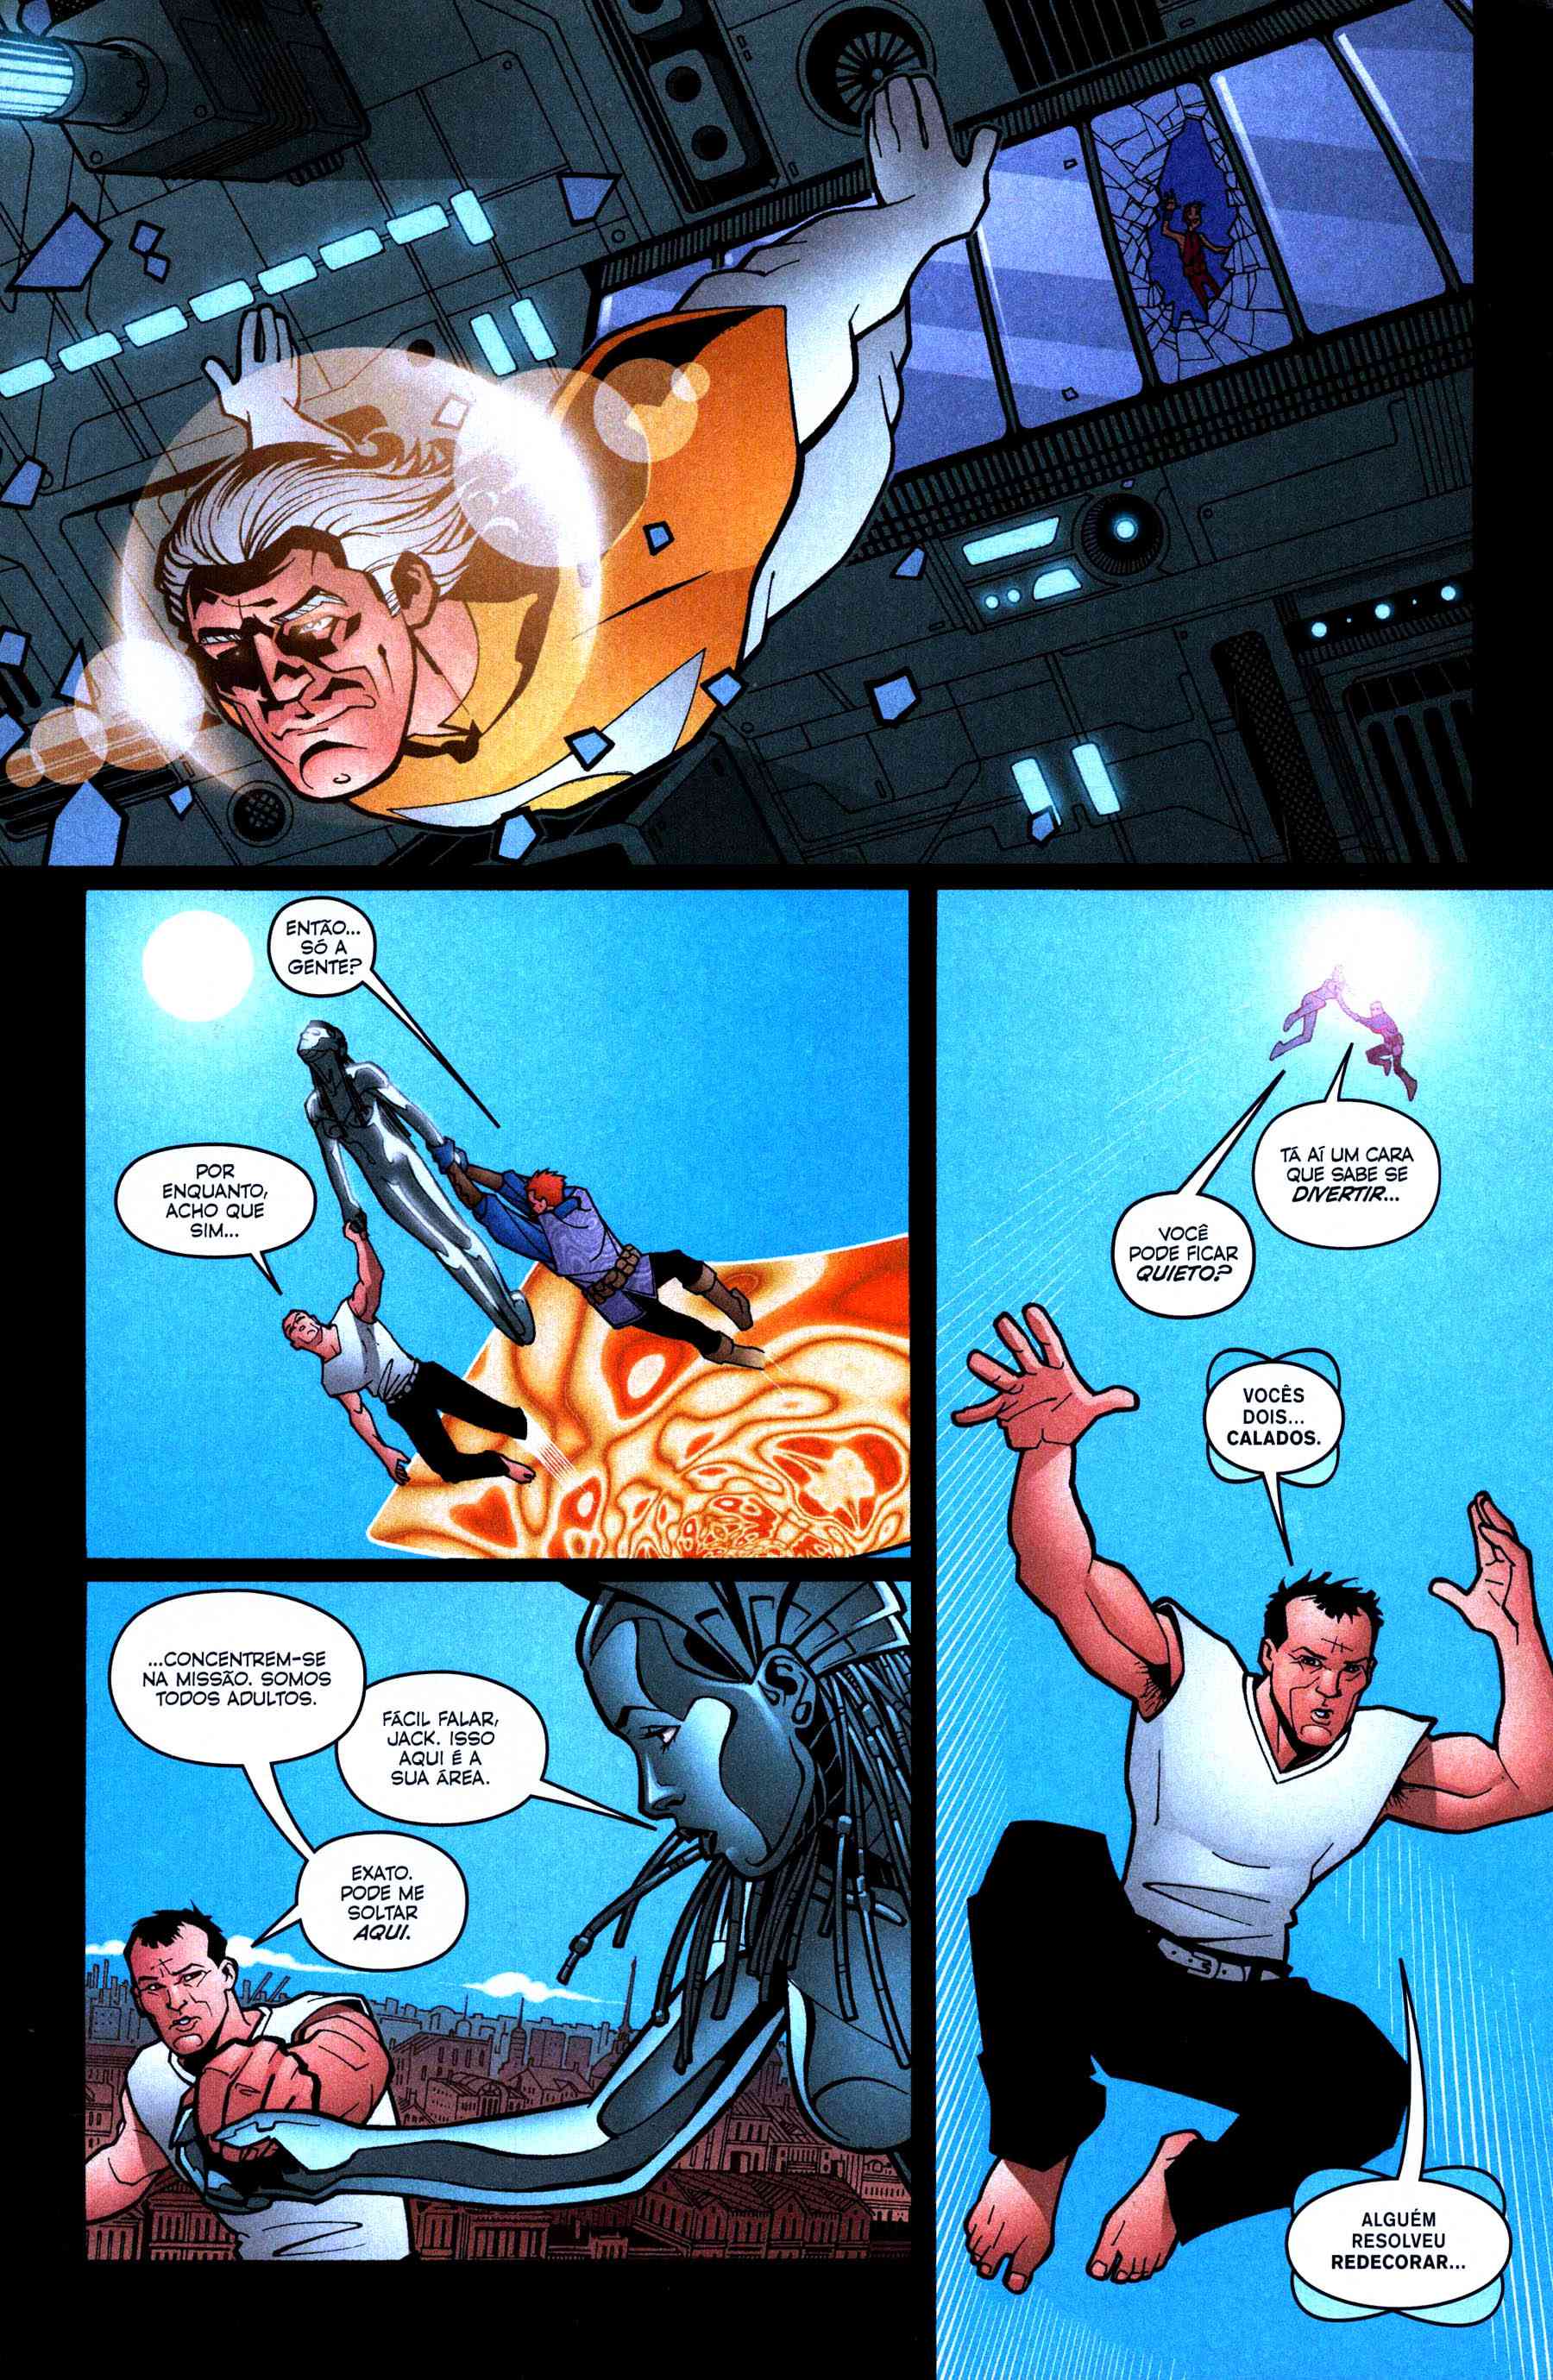 ENTÃO...
SÓ A
GENTE?
POR
ENQUANTO,
ACHO QUE
SIM...
...CONCENTREM-SE
NA MISSÃO. SOMOS
TODOS ADULTOS.
FÁCIL FALAR,
JACK. ISSO
AQUI É A
SUA ÁREA.
EXATO.
PODE ME
SOLTAR
AQUI.
TÁ AÍ UM CARA
QUE SABE SE
DIVERTIR...
VOCÊ
PODE FICAR
QUIETO?
VOCÊS
DOIS...
CALADOS.
ALGUÉM
RESOLVEU
REDECORAR...